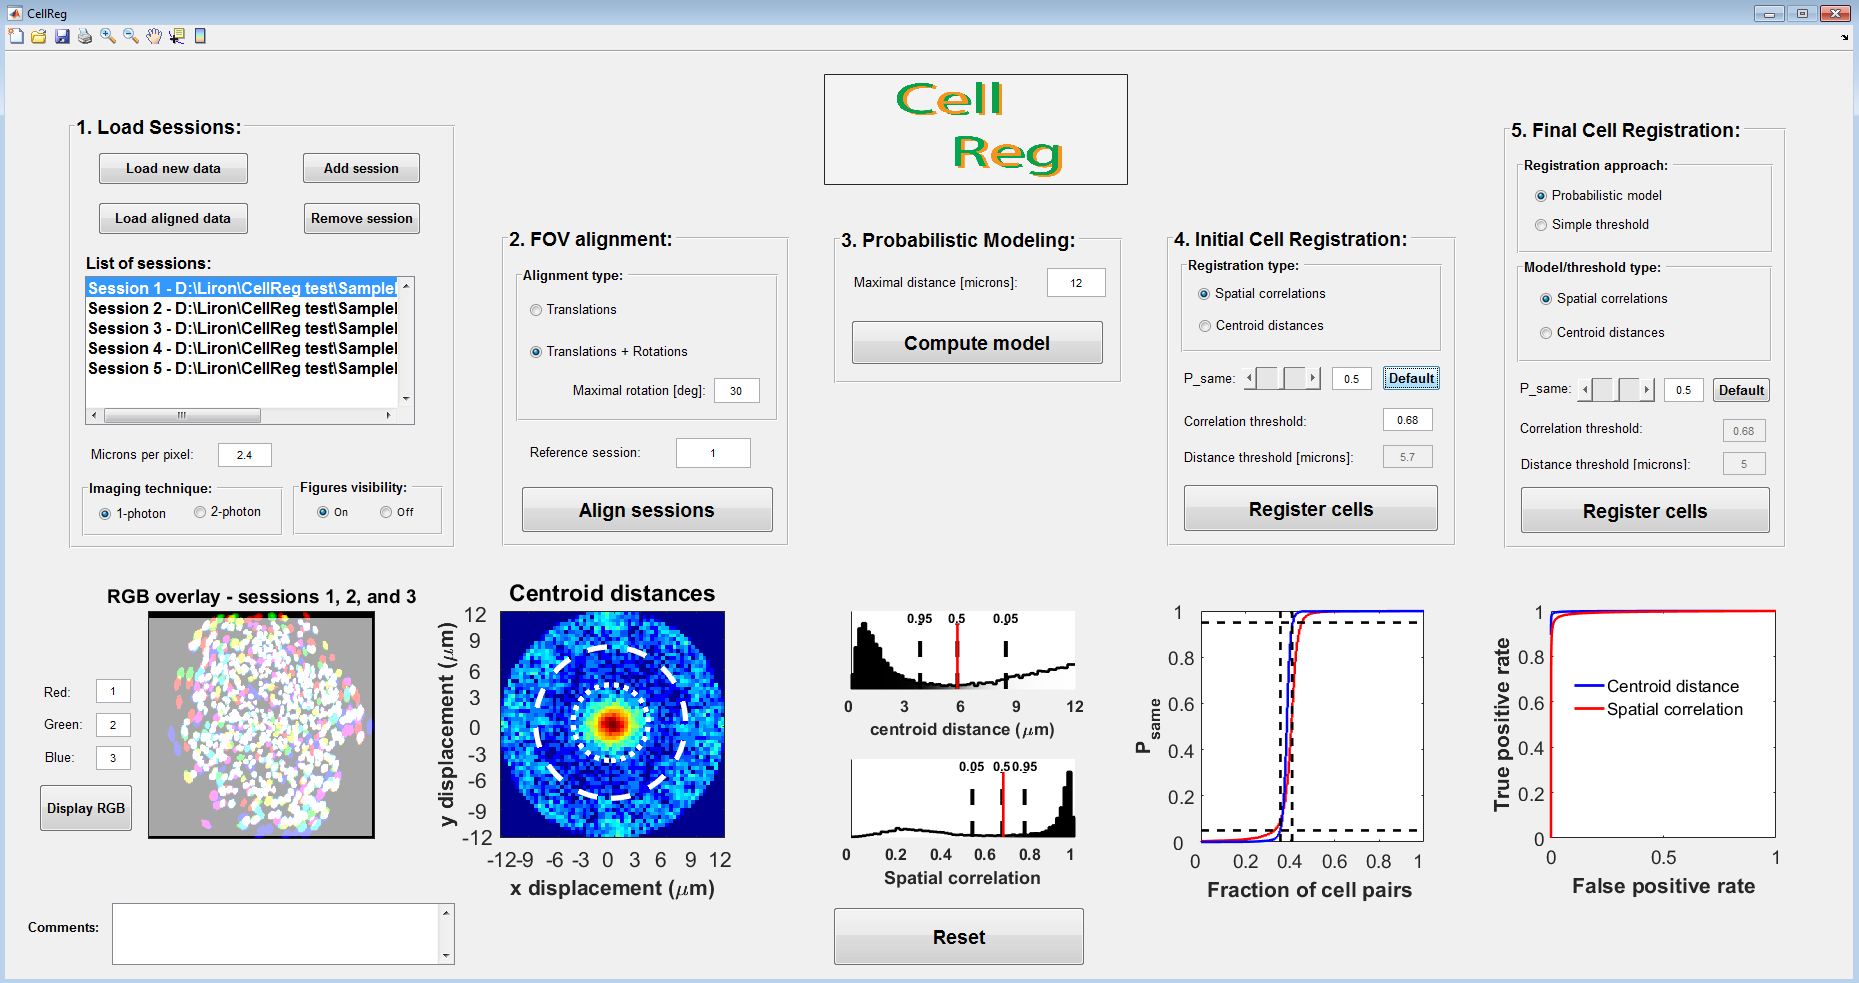 CellReg
Cell
Reg
1. Load Sessions:
Load new data
Add session
Load aligned data
Remove session
List of sessions:
Session 1 - D:\Liron\CellReg test\Sample
Session 2 - D:\Liron\CellReg test\Sample
Session 3 - D:\Liron\CellReg test\Sample
Session 4 - D:\Liron\CellReg test\Sample
Session 5 - D:\Liron\CellReg test\Sample
Microns per pixel: 2.4
Imaging technique:
1-photon 2-photon
Figures visibility:
On Off
2. FOV alignment:
Alignment type:
Translations
Translations + Rotations
Maximal rotation [deg]: 30
Reference session: 1
Align sessions
3. Probabilistic Modeling:
Maximal distance [microns]: 12
Compute model
4. Initial Cell Registration:
Registration type:
Spatial correlations
Centroid distances
P_same: 0.5 Default
Correlation threshold: 0.68
Distance threshold [microns]: 5.7
Register cells
5. Final Cell Registration:
Registration approach:
Probabilistic model
Simple threshold
Model/threshold type:
Spatial correlations
Centroid distances
P_same: 0.5 Default
Correlation threshold: 0.68
Distance threshold [microns]: 5
Register cells
RGB overlay - sessions 1, 2, and 3
Red: 1
Green: 2
Blue: 3
Display RGB
Centroid distances
y displacement (μm)
12
9
6
3
0
-3
-6
-9
-12
-12 -9 -6 -3 0 3 6 9 12
x displacement (μm)
0.95 0.5 0.05
0 3 6 9 12
centroid distance (μm)
0.05 0.5 0.95
0 0.2 0.4 0.6 0.8 1
Spatial correlation
P_same
1
0.8
0.6
0.4
0.2
0
0 0.2 0.4 0.6 0.8 1
Fraction of cell pairs
True positive rate
1
0.8
0.6
0.4
0.2
0
Centroid distance
Spatial correlation
0 0.5 1
False positive rate
Comments:
Reset